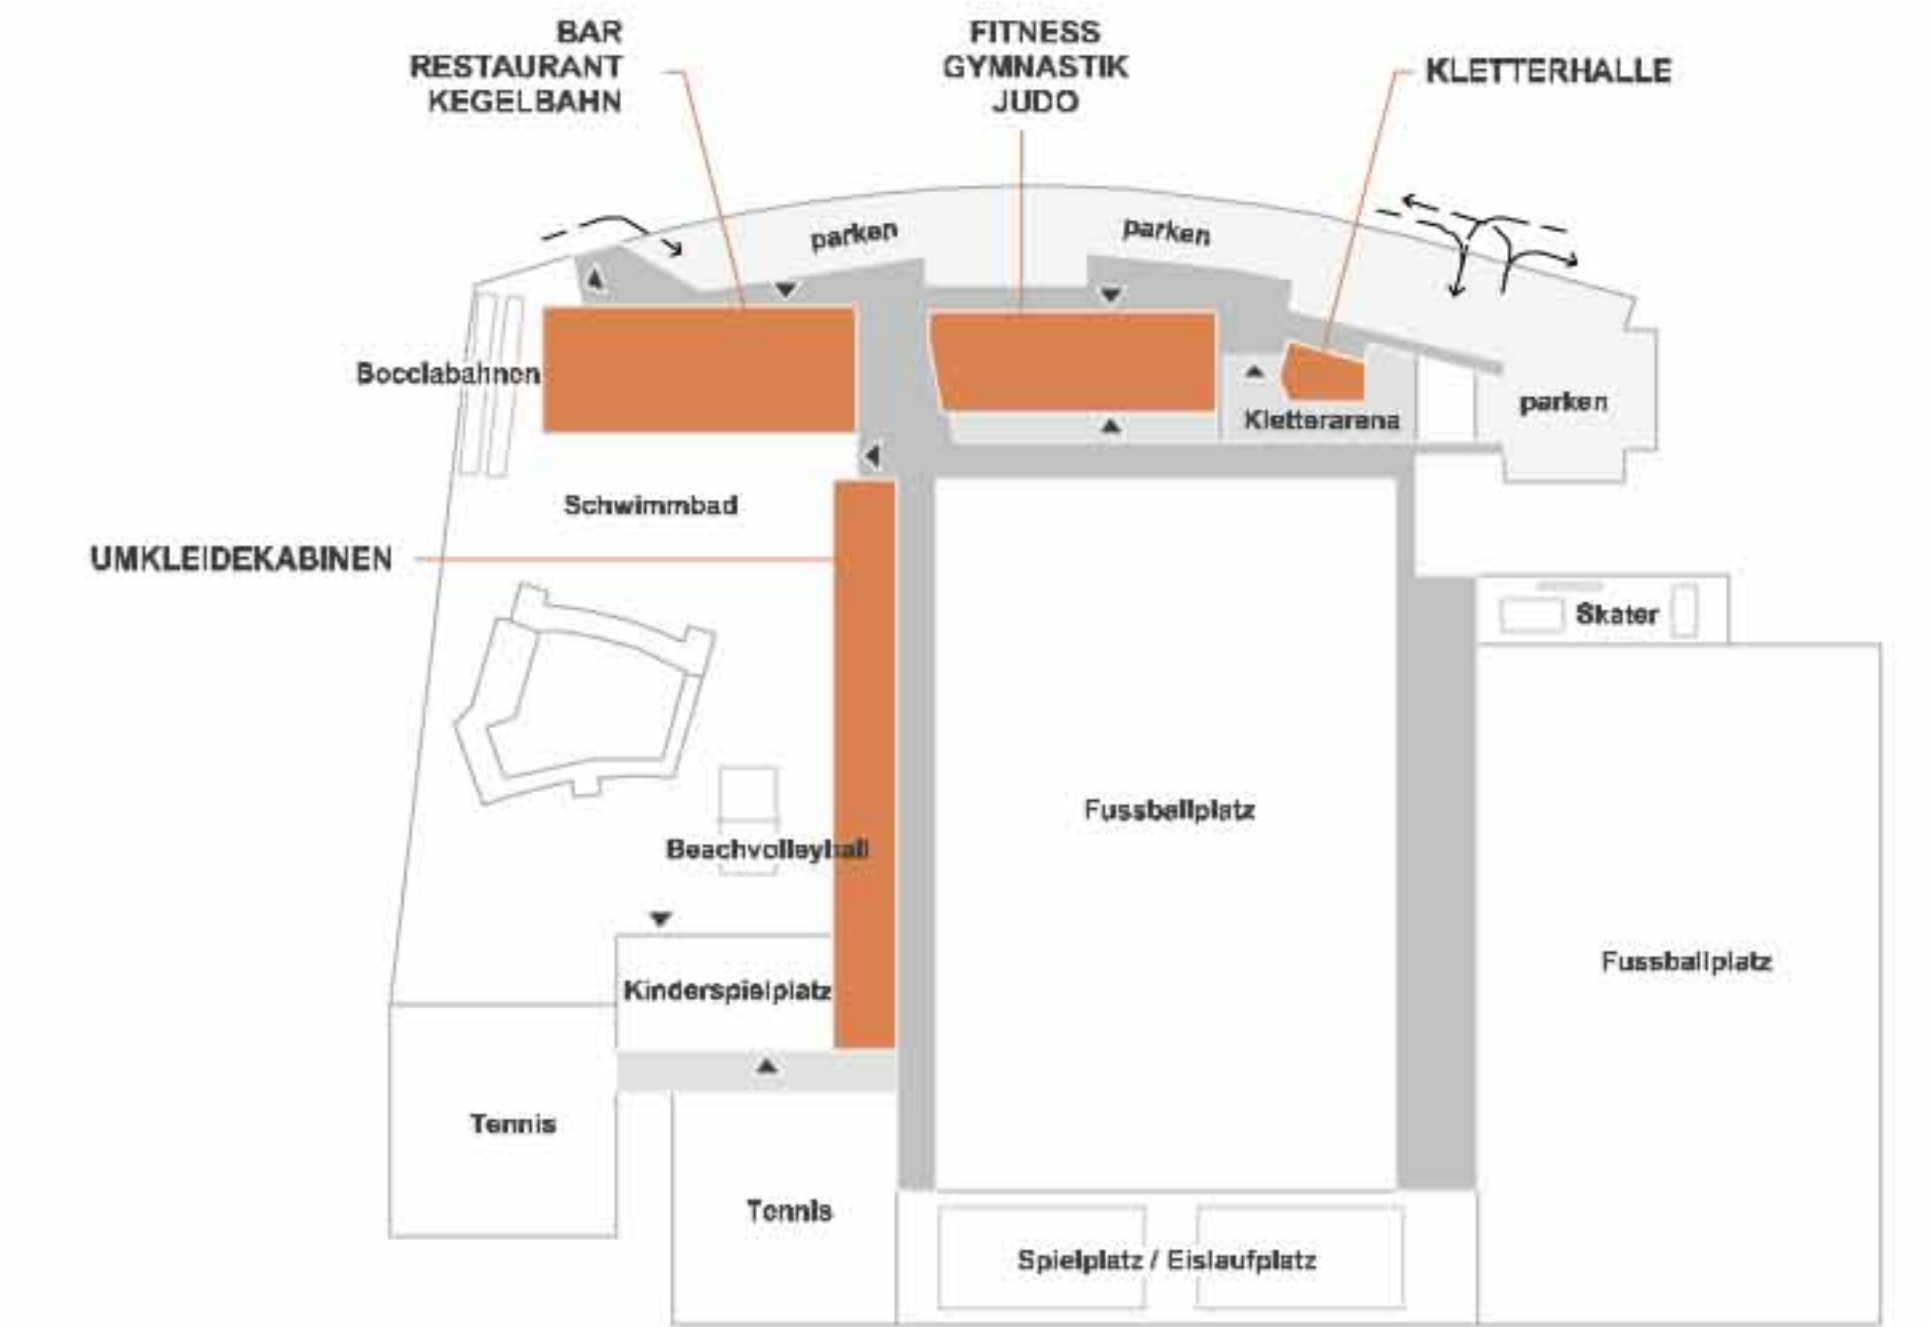 BAR
RESTAURANT
KEGELBAHN
FITNESS
GYMNASTIK
JUDO
KLETTERHALLE
parken
parken
Bocciabahnen
Kletterarena
parken
Schwimmbad
UMKLEIDEKABINEN
Skater
Fussballplatz
Beachvolleyball
Fussballplatz
Kinderspielplatz
Tennis
Tennis
Spielplatz / Eislaufplatz